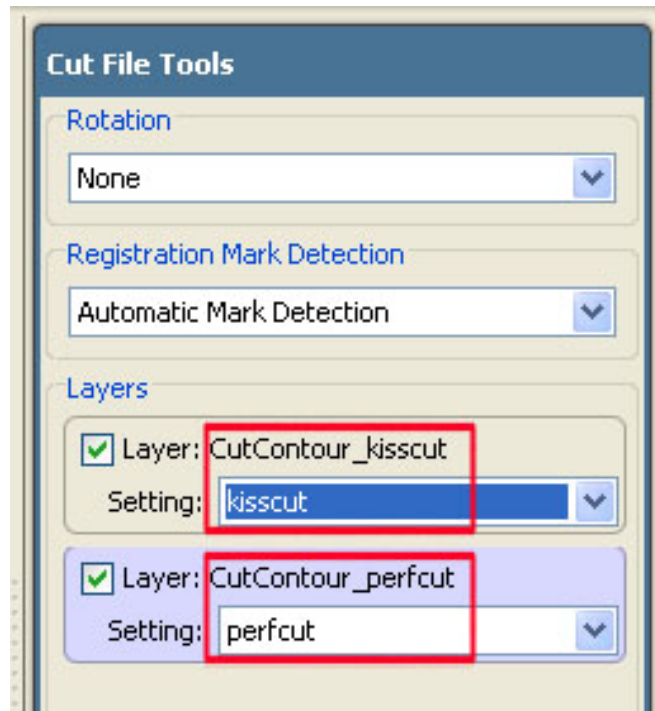 Cut File Tools
Rotation
None
Registration Mark Detection
Automatic Mark Detection
Layers
Layer: CutContour_kisscut
Setting: kisscut
Layer: CutContour_perfcut
Setting: perfcut